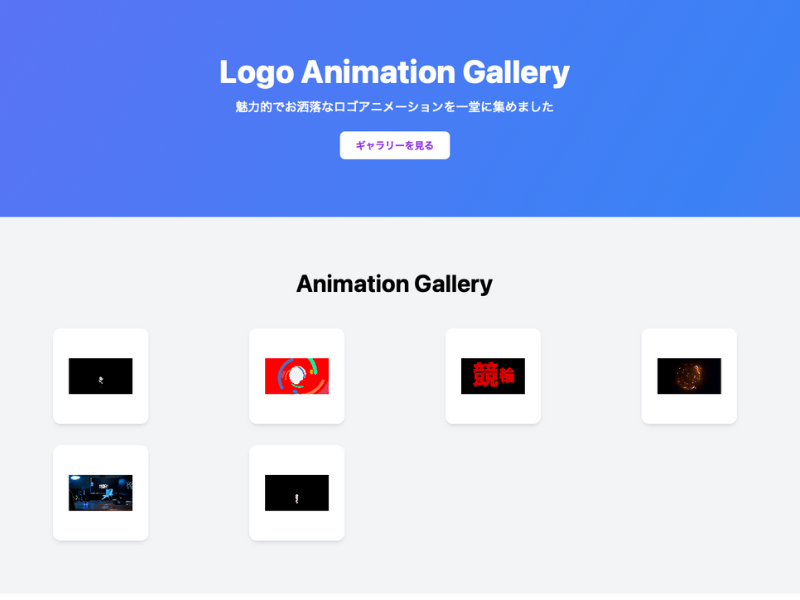 Logo Animation Gallery
魅力的でお洒落なロゴアニメーションを一堂に集めました
ギャラリーを見る
Animation Gallery
競輪